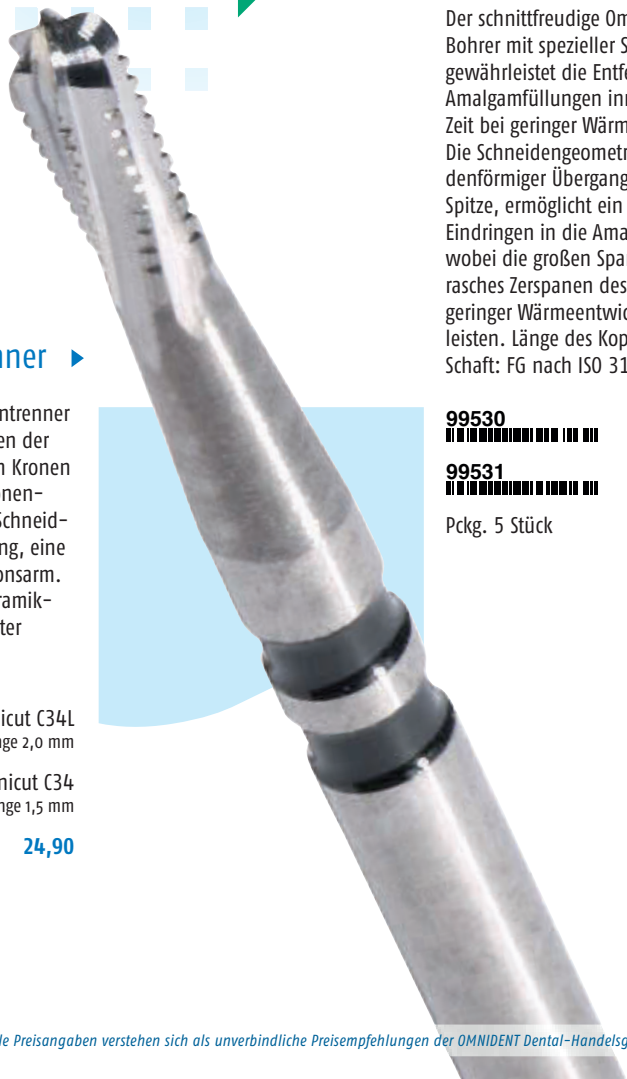 nner
ntrenner
en der
n Kronen
onen-
Schneid-
ng, eine
onsarm.
ramik-
ter
icut C34L
nge 2,0 mm
nicut C34
nge 1,5 mm
24,90
Der schnittfreudige Om
Bohrer mit spezieller S
gewährleistet die Entfe
Amalgamfüllungen inn
Zeit bei geringer Wärm
Die Schneidengeometr
denförmiger Übergang
Spitze, ermöglicht ein
Eindringen in die Ama
wobei die großen Spa
rasches Zerspanen des
geringer Wärmeentwic
leisten. Länge des Kop
Schaft: FG nach ISO 31
99530
99531
Pckg. 5 Stück
le Preisangaben verstehen sich als unverbindliche Preisempfehlungen der OMNIDENT Dental-Handelsg